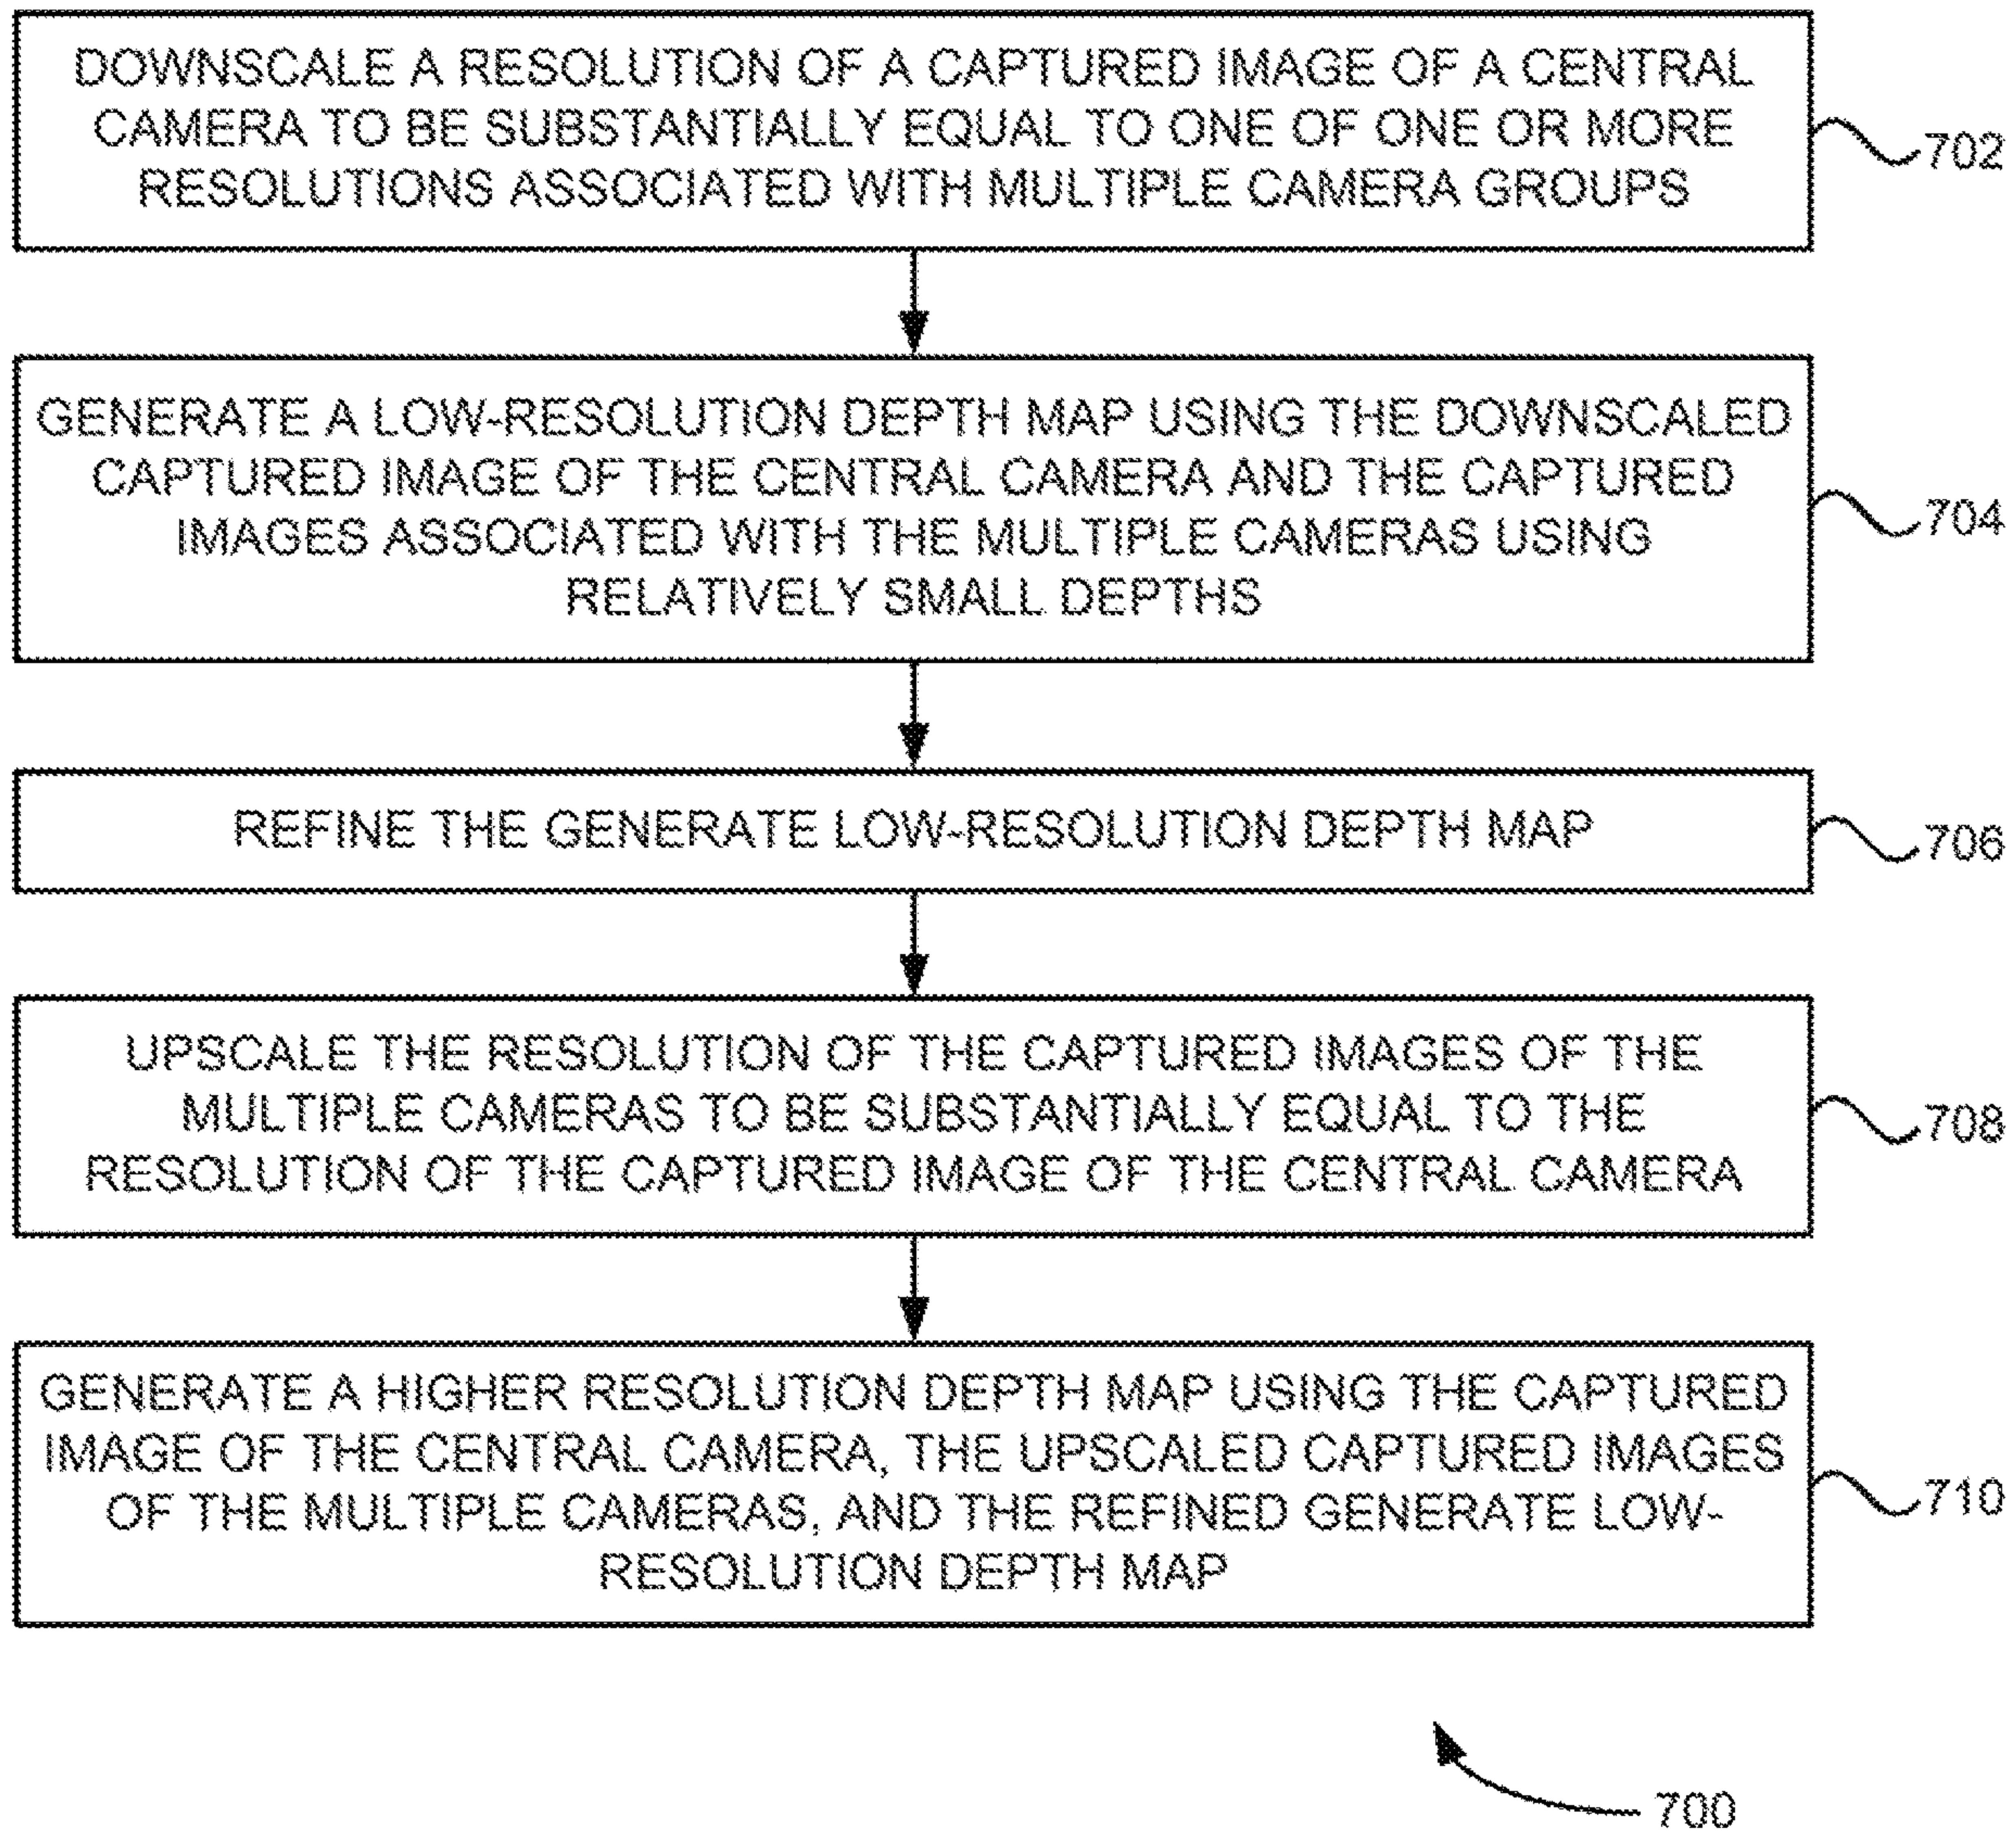 DOWNSCALE A RESOLUTION OF A CAPTURED IMAGE OF A CENTRAL
CAMERA TO BE SUBSTANTIALLY EQUAL TO ONE OF ONE OR MORE
RESOLUTIONS ASSOCIATED WITH MULTIPLE CAMERA GROUPS
702
GENERATE A LOW-RESOLUTION DEPTH MAP USING THE DOWNSCALED
CAPTURED IMAGE OF THE CENTRAL CAMERA AND THE CAPTURED
IMAGES ASSOCIATED WITH THE MULTIPLE CAMERAS USING
RELATIVELY SMALL DEPTHS
704
REFINE THE GENERATE LOW-RESOLUTION DEPTH MAP
706
UPSCALE THE RESOLUTION OF THE CAPTURED IMAGES OF THE
MULTIPLE CAMERAS TO BE SUBSTANTIALLY EQUAL TO THE
RESOLUTION OF THE CAPTURED IMAGE OF THE CENTRAL CAMERA
708
GENERATE A HIGHER RESOLUTION DEPTH MAP USING THE CAPTURED
IMAGE OF THE CENTRAL CAMERA, THE UPSCALED CAPTURED IMAGES
OF THE MULTIPLE CAMERAS, AND THE REFINED GENERATE LOW-
RESOLUTION DEPTH MAP
710
700